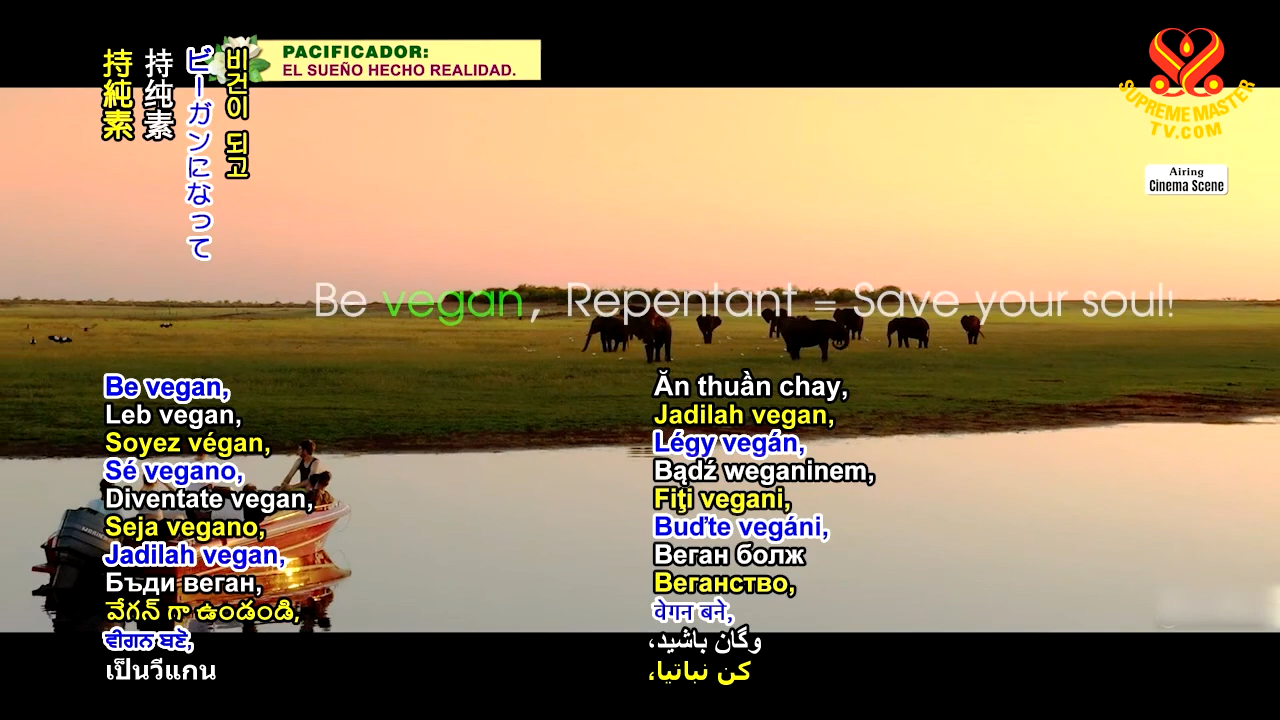 PACIFICADOR:
EL SUEÑO HECHO REALIDAD.
持純素
持纯素
ビーガンになって
비건이 되고
SUPREME MASTER
TV.COM
Airing
Cinema Scene
Be vegan, Repentant = Save your soul!
Be vegan,
Leb vegan,
Soyez végan,
Sé vegano,
Diventate vegan,
Seja vegano,
Jadilah vegan,
Бъди веган,
వేగన్ గా ఉండండి,
ਵੀਗਨ ਬਣੋ,
เป็นวีแกน
Ăn thuần chay,
Jadilah vegan,
Légy vegán,
Bądź weganinem,
Fiţi vegani,
Buďte vegáni,
Веган болж
Веганство,
वेगन बने,
وگان باشید،
كن نباتيا،